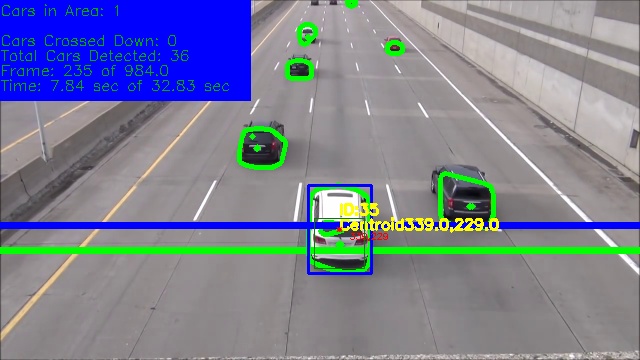 Cars in Area: 1
Cars Crossed Down: 0
Total Cars Detected: 36
Frame: 235 of 984.0
Time: 7.84 sec of 32.83 sec
ID:35
Centroid339.0,229.0